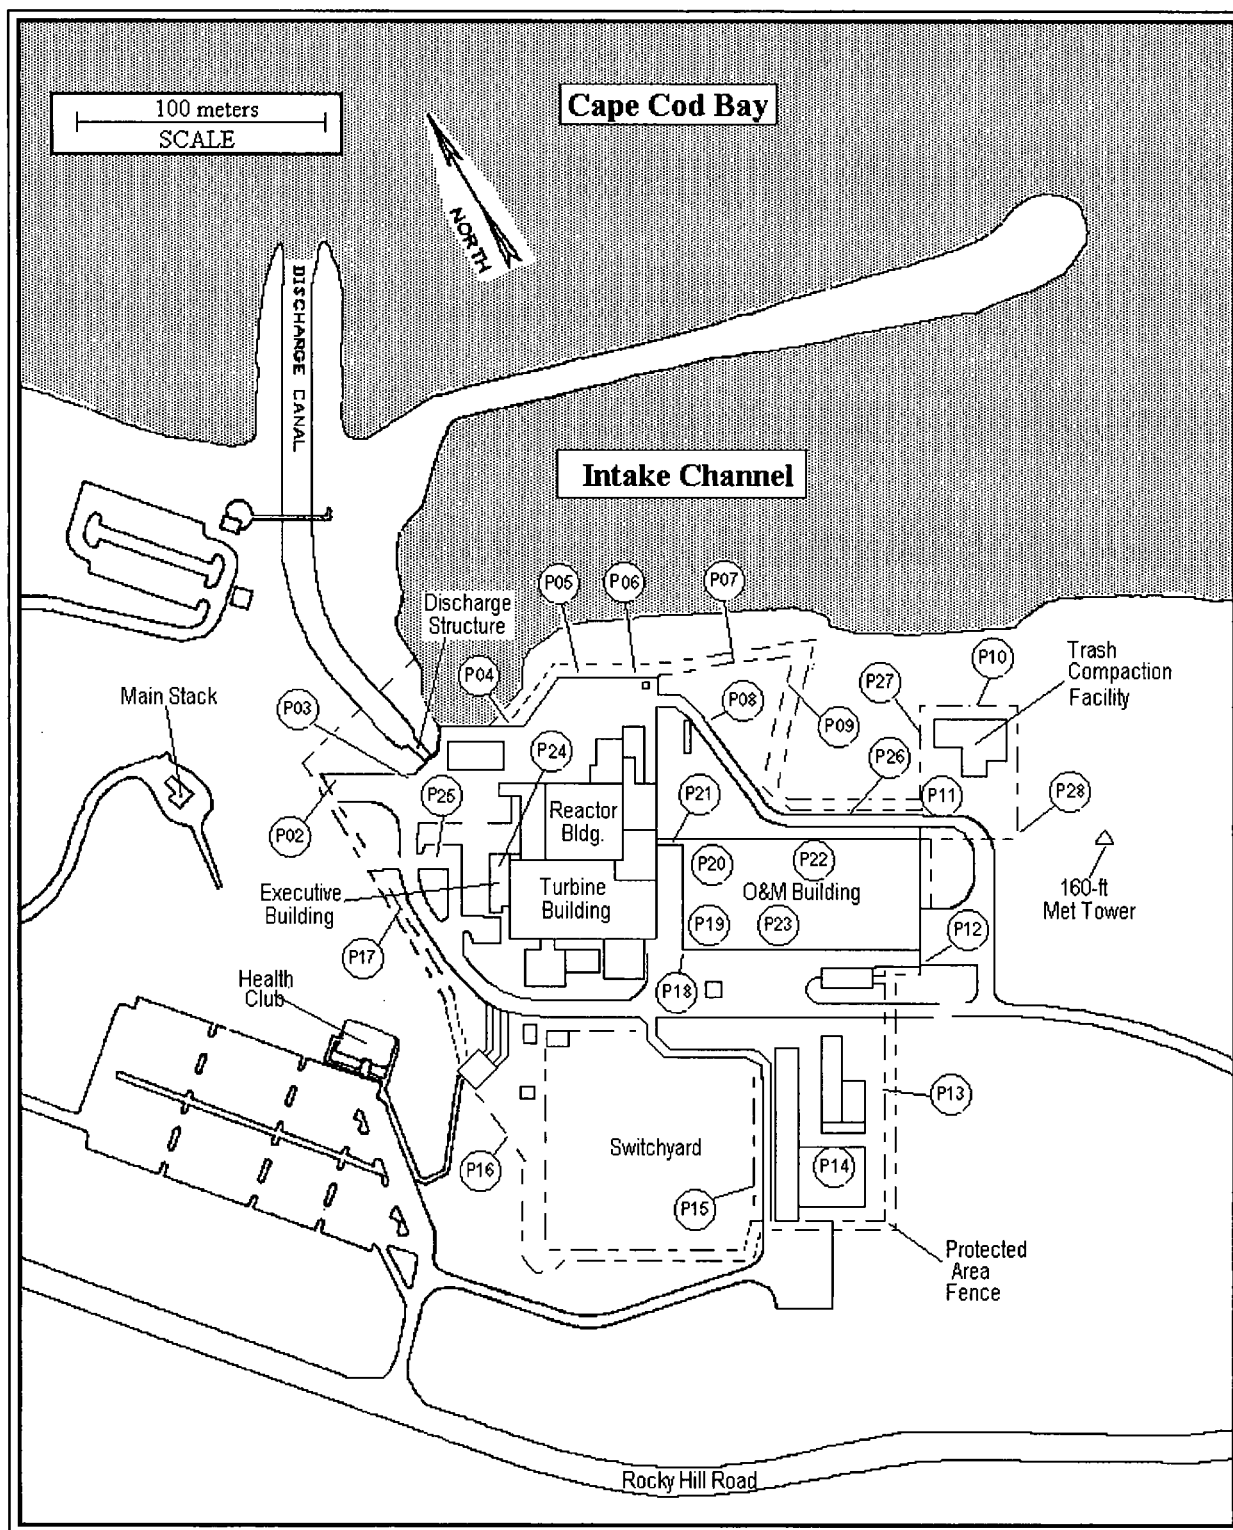 100 meters
SCALE
Cape Cod Bay
NORTH
DISCHARGE CANAL
Intake Channel
Discharge
Structure
P05
P06
P07
P04
P03
P08
P09
P27
P10
Trash
Compaction
Facility
Main Stack
P24
P25
P26
P11
P28
P02
P21
Reactor
Bldg.
P20
P22
Executive
Building
Turbine
Building
O&M Building
160-ft
Met Tower
P19
P23
P12
P17
P18
Health
Club
P13
Switchyard
P16
P15
P14
Protected
Area
Fence
Rocky Hill Road